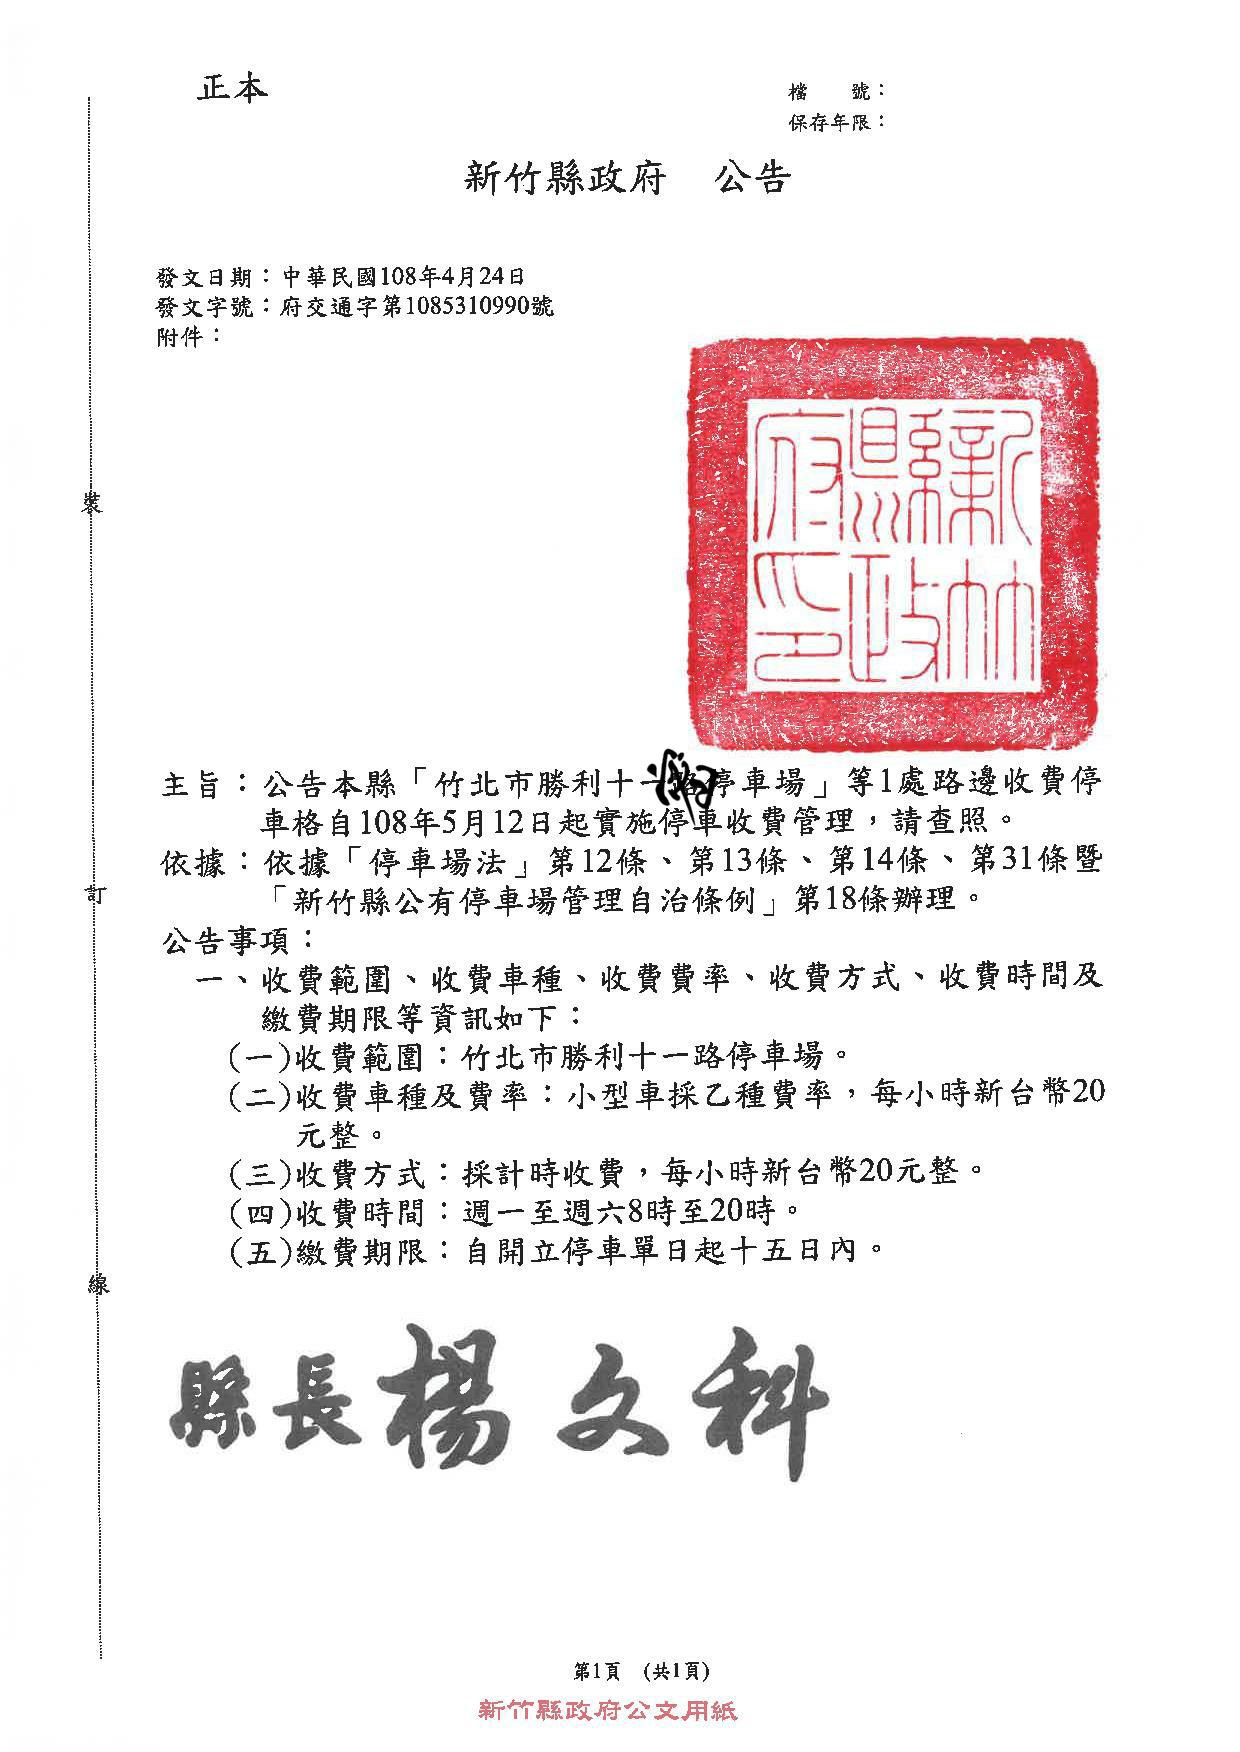 正本
檔　　號：
保存年限：
新竹縣政府　公告
發文日期：中華民國108年4月24日
發文字號：府交通字第1085310990號
附件：
新竹縣政府印
主旨：公告本縣「竹北市勝利十一路停車場」等1處路邊收費停
車格自108年5月12日起實施停車收費管理，請查照。
依據：依據「停車場法」第12條、第13條、第14條、第31條暨
「新竹縣公有停車場管理自治條例」第18條辦理。
公告事項：
一、收費範圍、收費車種、收費費率、收費方式、收費時間及
繳費期限等資訊如下：
(一)收費範圍：竹北市勝利十一路停車場。
(二)收費車種及費率：小型車採乙種費率，每小時新台幣20
元整。
(三)收費方式：採計時收費，每小時新台幣20元整。
(四)收費時間：週一至週六8時至20時。
(五)繳費期限：自開立停車單日起十五日內。
縣長楊文科
裝
訂
線
第1頁　(共1頁)
新竹縣政府公文用紙